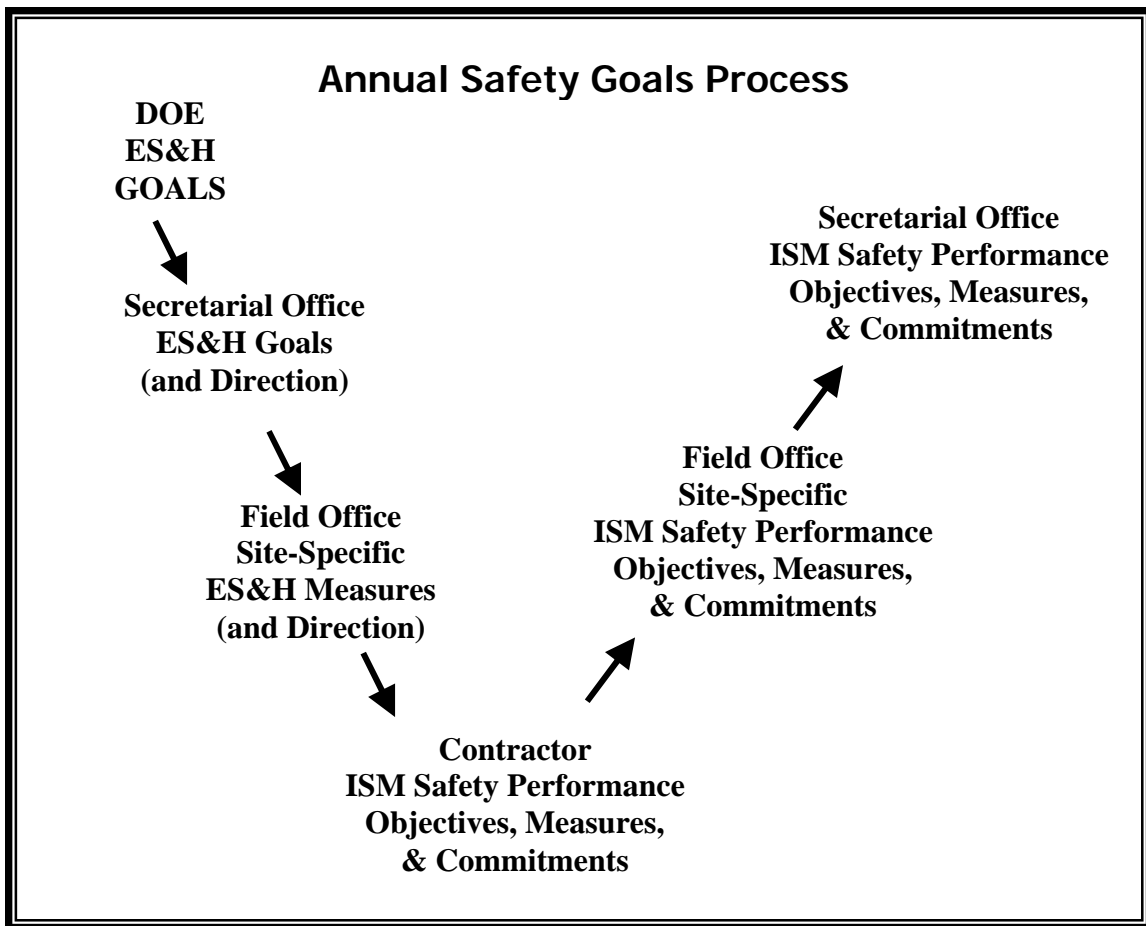 Annual Safety Goals Process
DOE
ES&H
GOALS
Secretarial Office
ES&H Goals
(and Direction)
Field Office
Site-Specific
ES&H Measures
(and Direction)
Contractor
ISM Safety Performance
Objectives, Measures,
& Commitments
Field Office
Site-Specific
ISM Safety Performance
Objectives, Measures,
& Commitments
Secretarial Office
ISM Safety Performance
Objectives, Measures,
& Commitments